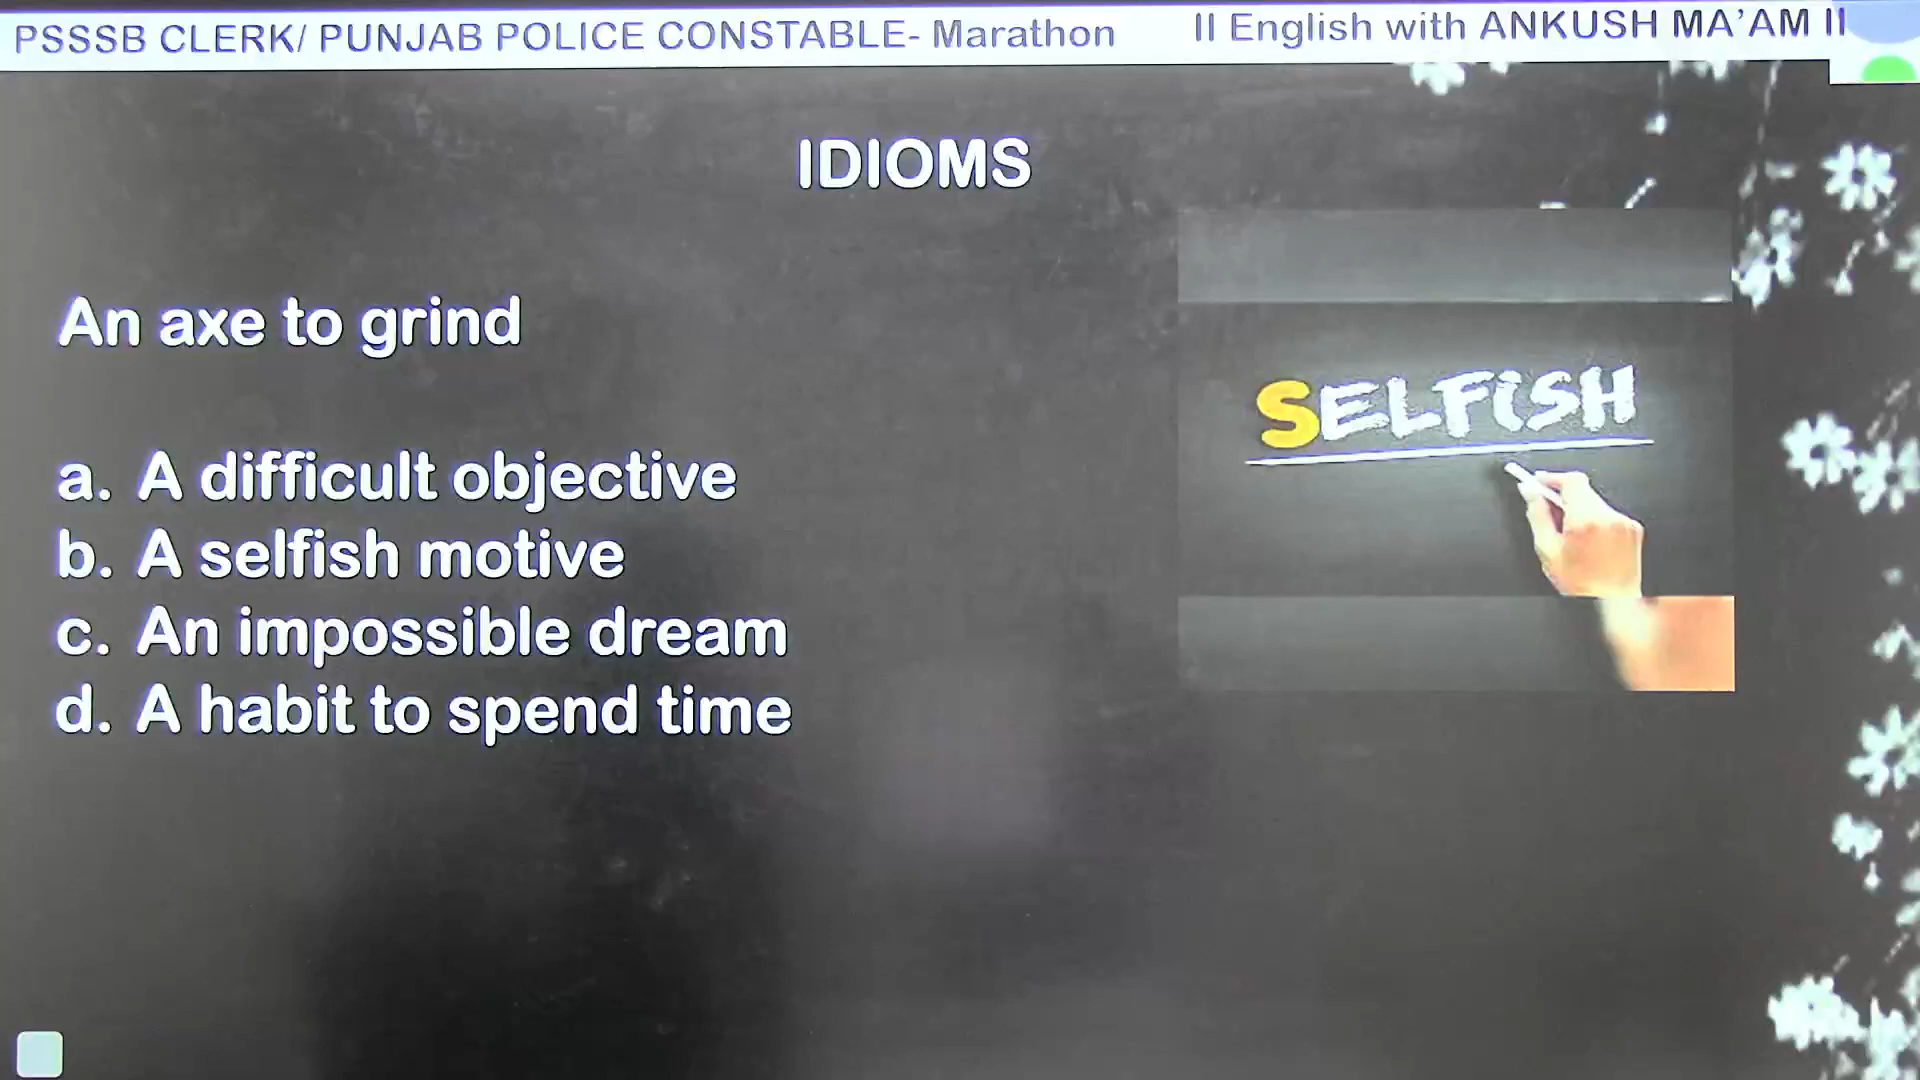 PSSSB CLERK/ PUNJAB POLICE CONSTABLE- Marathon II English with ANKUSH MA'AM II
IDIOMS
An axe to grind
SELFISH
a. A difficult objective
b. A selfish motive
c. An impossible dream
d. A habit to spend time